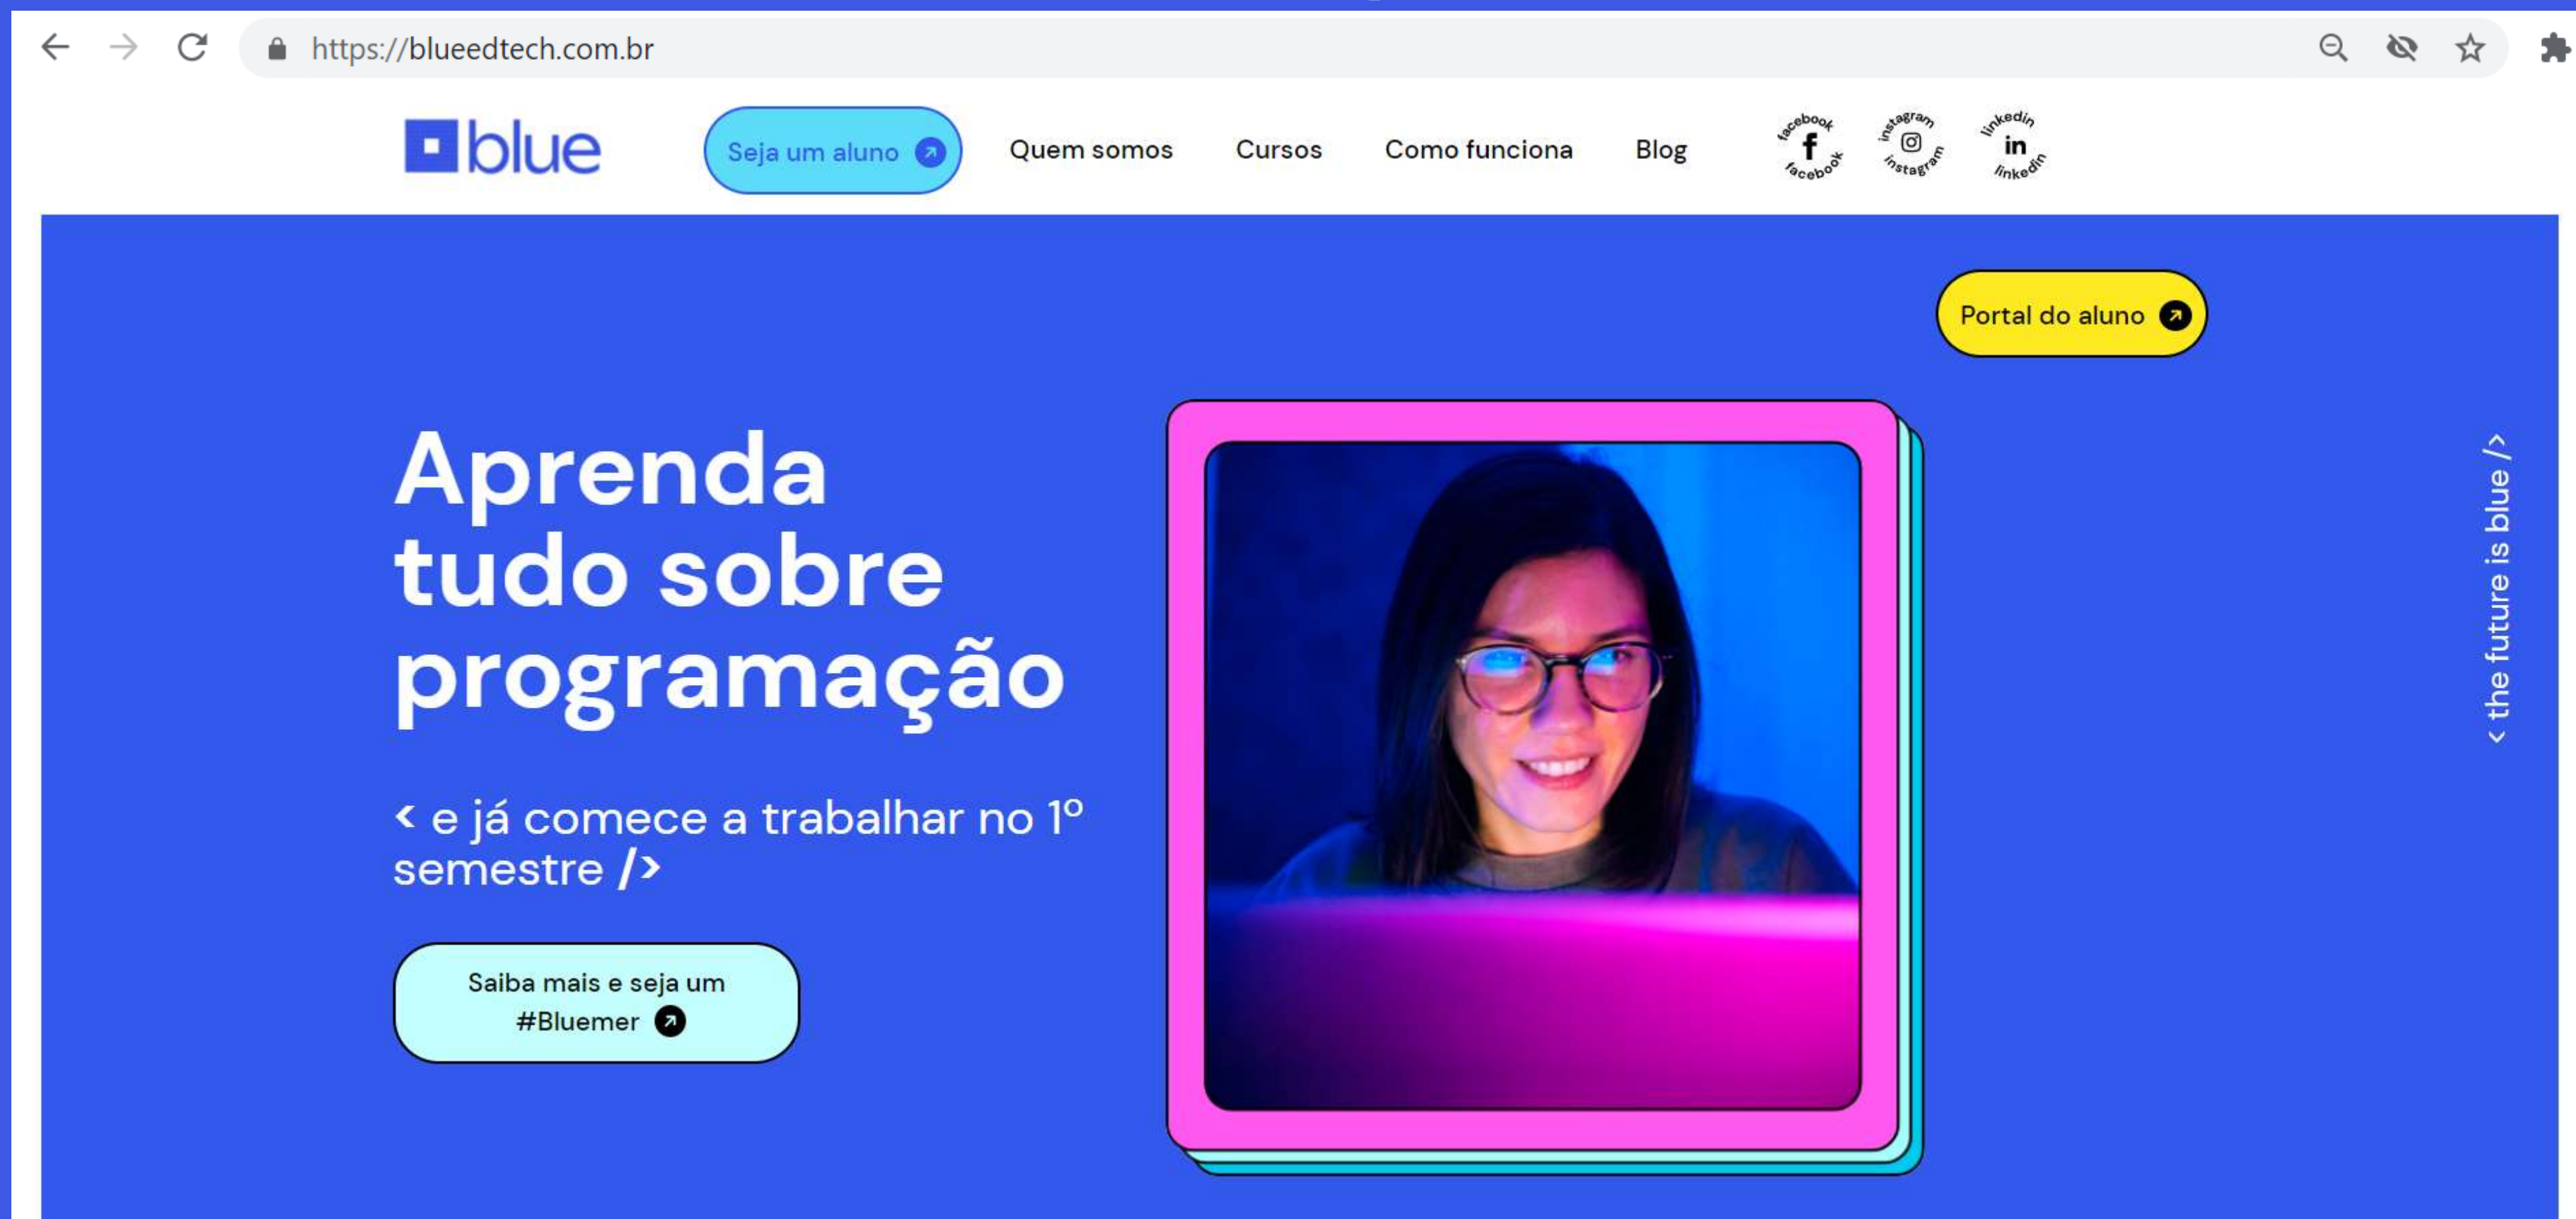 https://blueedtech.com.br
blue
Seja um aluno
Quem somos
Cursos
Como funciona
Blog
facebook
f
facebook
instagram
instagram
linkedin
in
linkedin
Portal do aluno
Aprenda
tudo sobre
programação
< e já comece a trabalhar no 1º
semestre />
Saiba mais e seja um
#Bluemer
< the future is blue />